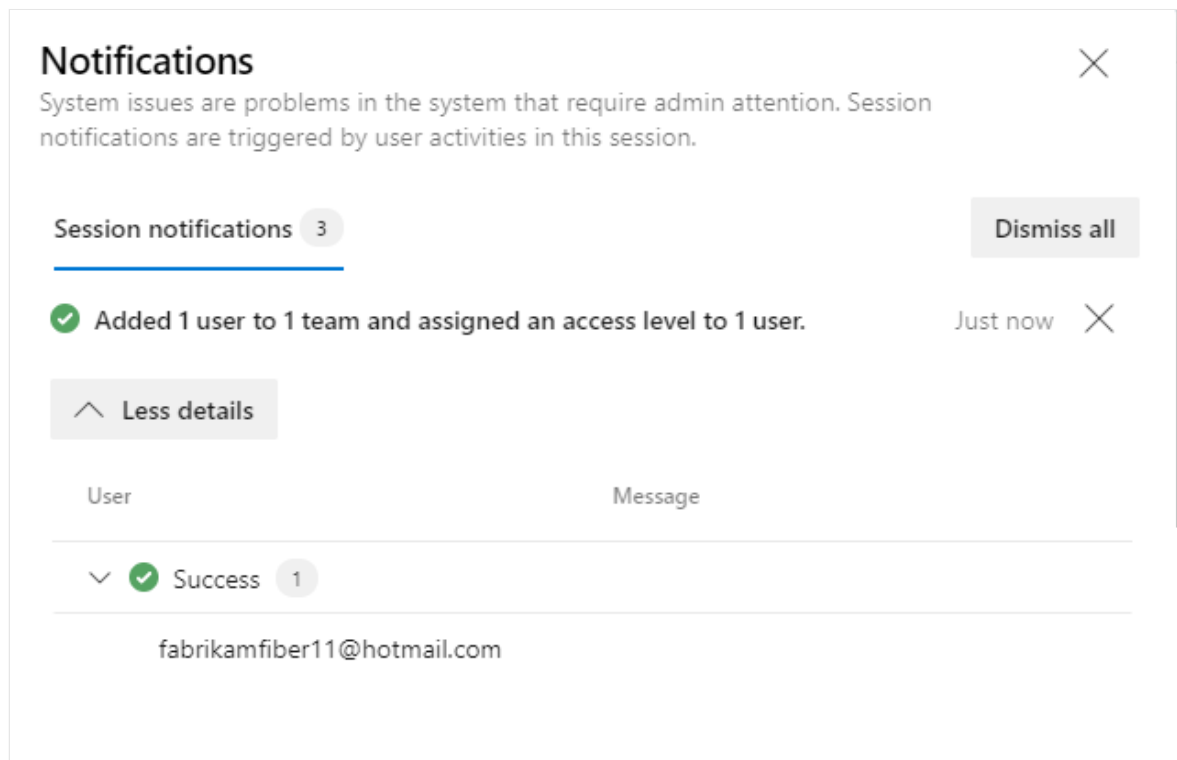 Notifications
System issues are problems in the system that require admin attention. Session
notifications are triggered by user activities in this session.
Session notifications 3
Dismiss all
Added 1 user to 1 team and assigned an access level to 1 user.
Just now
Less details
User
Message
Success 1
fabrikamfiber11@hotmail.com